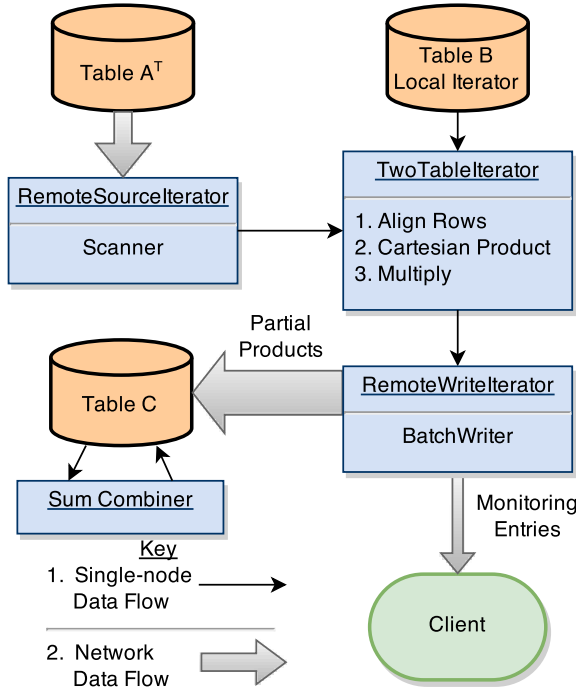 Table Aᵀ
Table B
Local Iterator
RemoteSourceIterator
Scanner
TwoTableIterator
1. Align Rows
2. Cartesian Product
3. Multiply
Partial
Products
Table C
RemoteWriteIterator
BatchWriter
Sum Combiner
Monitoring
Entries
Key
1. Single-node
Data Flow
2. Network
Data Flow
Client